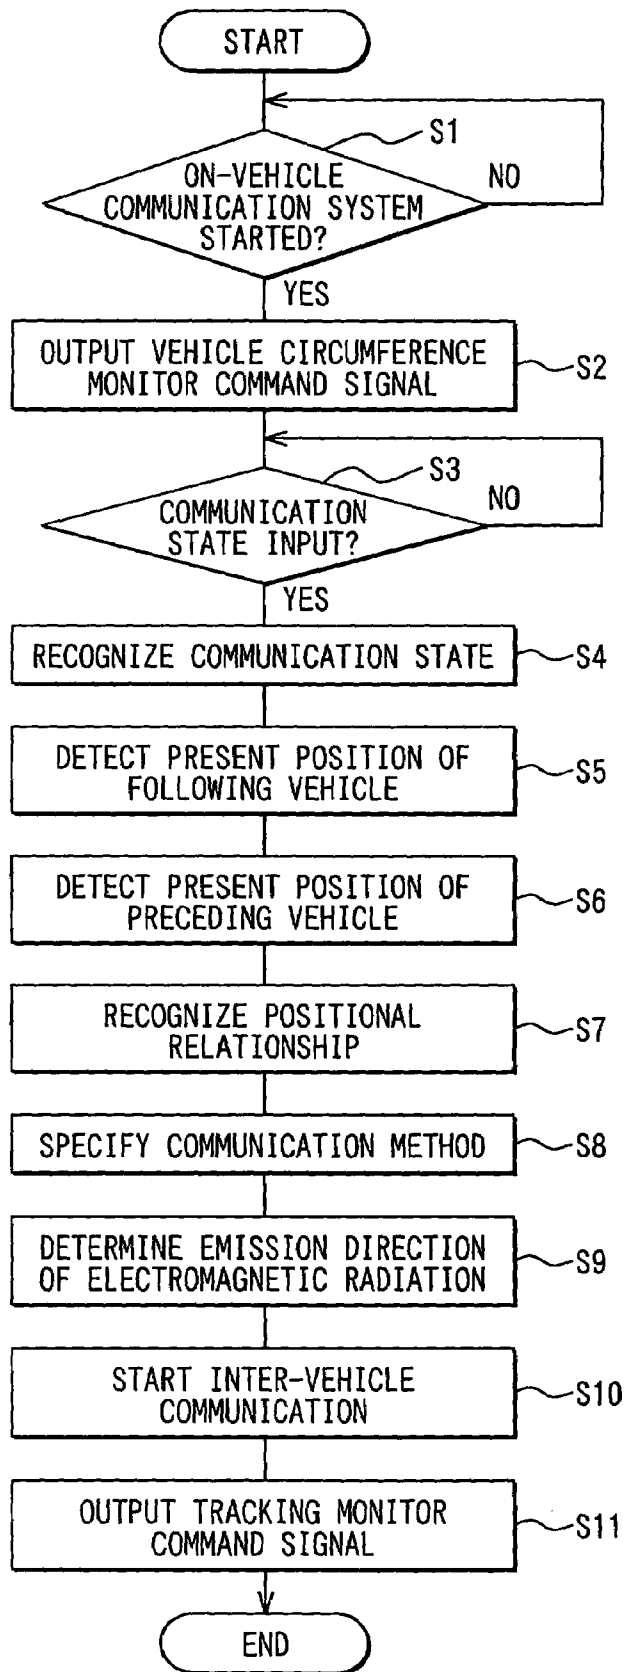 START
S1
ON-VEHICLE
COMMUNICATION SYSTEM
STARTED?
NO
YES
OUTPUT VEHICLE CIRCUMFERENCE
MONITOR COMMAND SIGNAL
S2
S3
COMMUNICATION
STATE INPUT?
NO
YES
RECOGNIZE COMMUNICATION STATE
S4
DETECT PRESENT POSITION OF
FOLLOWING VEHICLE
S5
DETECT PRESENT POSITION OF
PRECEDING VEHICLE
S6
RECOGNIZE POSITIONAL
RELATIONSHIP
S7
SPECIFY COMMUNICATION METHOD
S8
DETERMINE EMISSION DIRECTION
OF ELECTROMAGNETIC RADIATION
S9
START INTER-VEHICLE
COMMUNICATION
S10
OUTPUT TRACKING MONITOR
COMMAND SIGNAL
S11
END